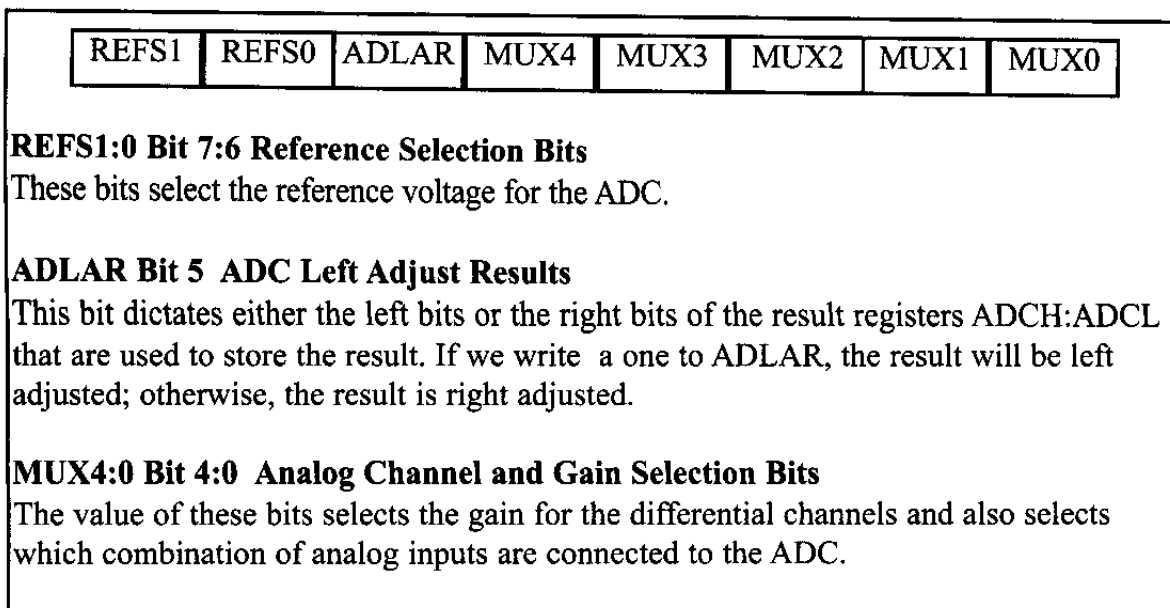 REFS1 REFS0 ADLAR MUX4 MUX3 MUX2 MUX1 MUX0
REFS1:0 Bit 7:6 Reference Selection Bits
These bits select the reference voltage for the ADC.
ADLAR Bit 5 ADC Left Adjust Results
This bit dictates either the left bits or the right bits of the result registers ADCH:ADCL
that are used to store the result. If we write a one to ADLAR, the result will be left
adjusted; otherwise, the result is right adjusted.
MUX4:0 Bit 4:0 Analog Channel and Gain Selection Bits
The value of these bits selects the gain for the differential channels and also selects
which combination of analog inputs are connected to the ADC.